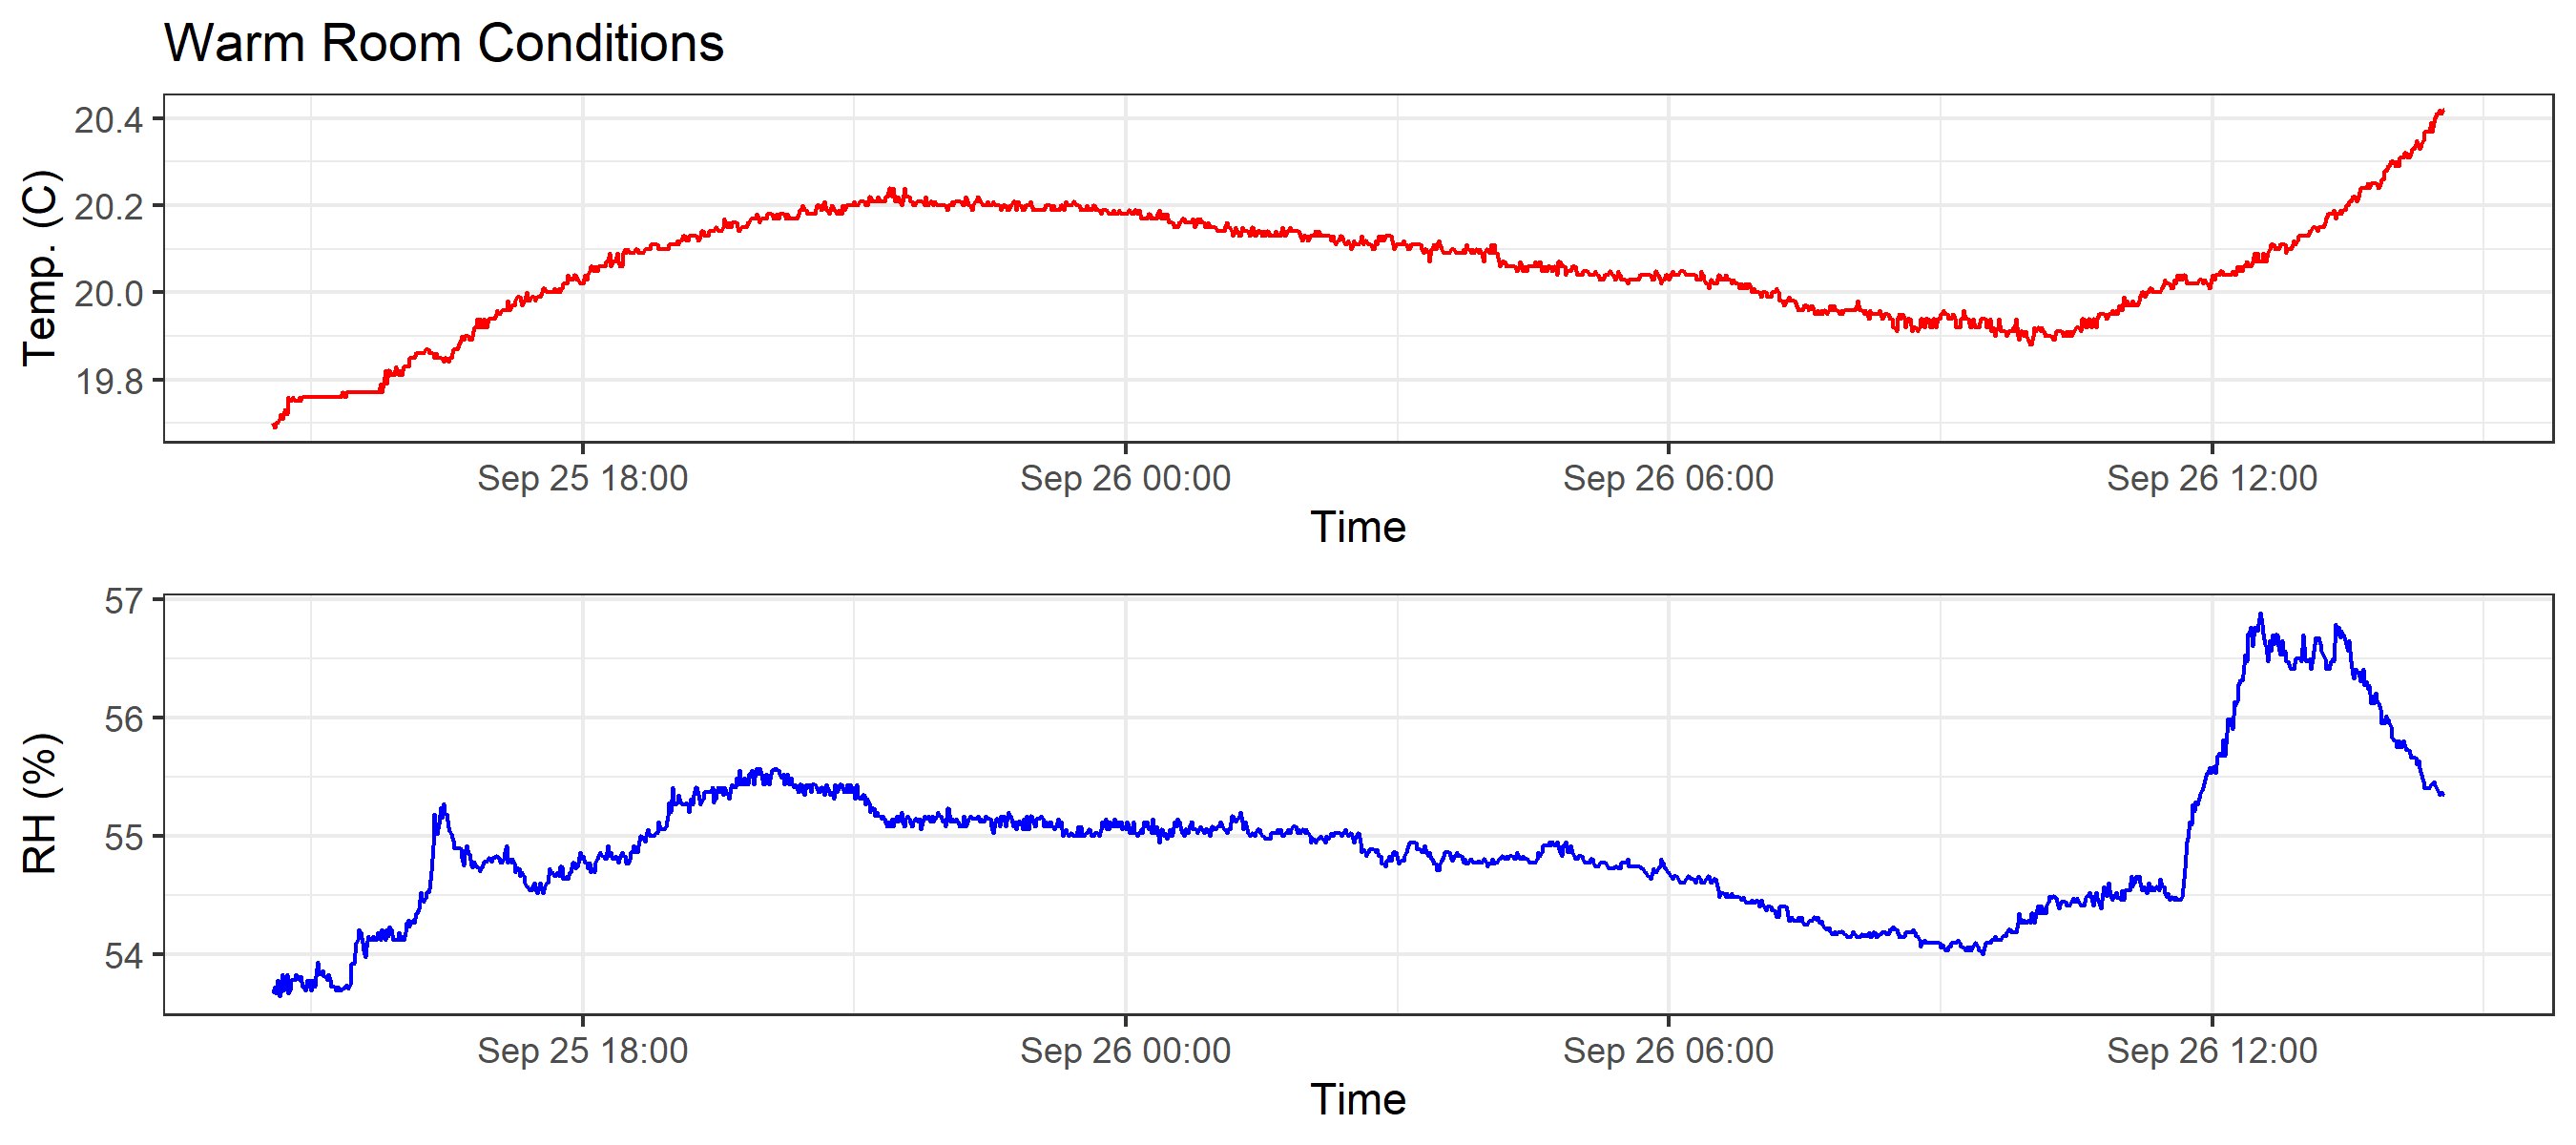 Warm Room Conditions
Temp. (C)
20.4
20.2
20.0
19.8
Sep 25 18:00 Sep 26 00:00 Sep 26 06:00 Sep 26 12:00
Time
RH (%)
57
56
55
54
Sep 25 18:00 Sep 26 00:00 Sep 26 06:00 Sep 26 12:00
Time